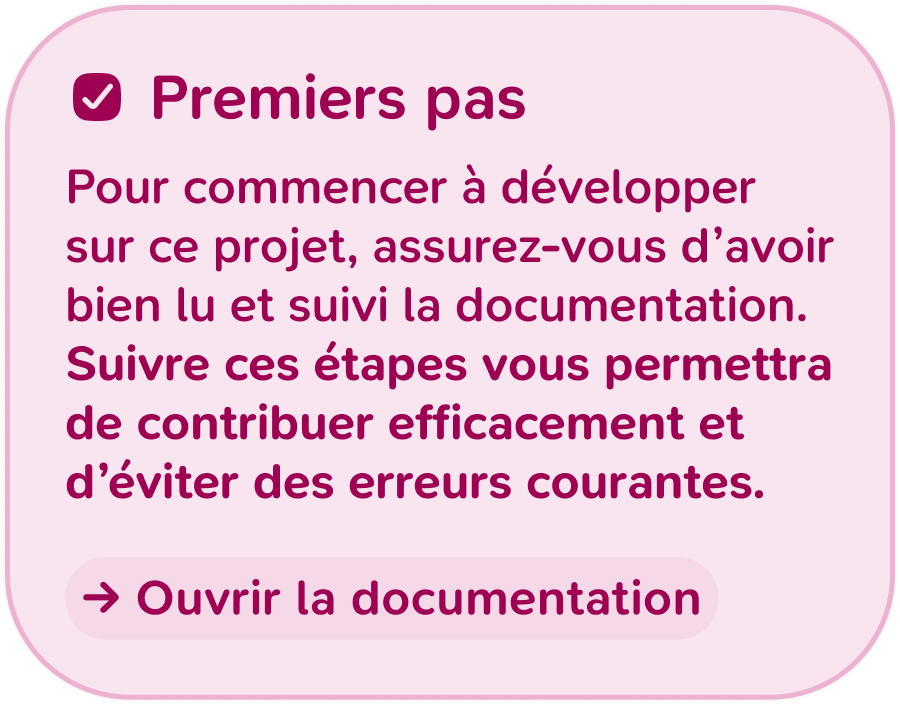 Premiers pas
Pour commencer à développer
sur ce projet, assurez-vous d’avoir
bien lu et suivi la documentation.
Suivre ces étapes vous permettra
de contribuer efficacement et
d’éviter des erreurs courantes.
→ Ouvrir la documentation